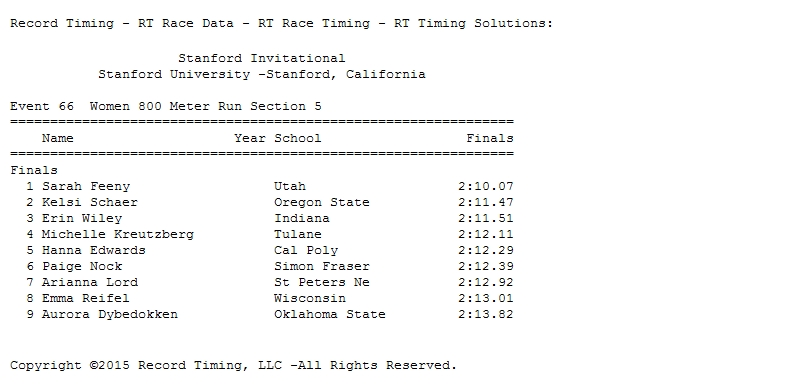 Record Timing - RT Race Data - RT Race Timing - RT Timing Solutions:
Stanford Invitational
Stanford University -Stanford, California
Event 66  Women 800 Meter Run Section 5
================================================================
Name Year School Finals
================================================================
Finals
1 Sarah Feeny Utah 2:10.07
2 Kelsi Schaer Oregon State 2:11.47
3 Erin Wiley Indiana 2:11.51
4 Michelle Kreutzberg Tulane 2:12.11
5 Hanna Edwards Cal Poly 2:12.29
6 Paige Nock Simon Fraser 2:12.39
7 Arianna Lord St Peters Ne 2:12.92
8 Emma Reifel Wisconsin 2:13.01
9 Aurora Dybedokken Oklahoma State 2:13.82
Copyright ©2015 Record Timing, LLC -All Rights Reserved.